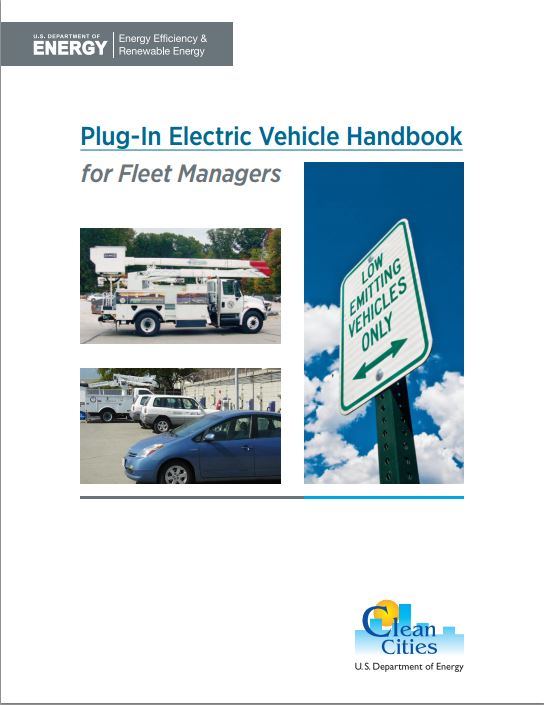 U.S. DEPARTMENT OF
ENERGY
Energy Efficiency &
Renewable Energy
Plug-In Electric Vehicle Handbook
for Fleet Managers
LOW
EMITTING
VEHICLES
ONLY
Clean
Cities
U.S. Department of Energy